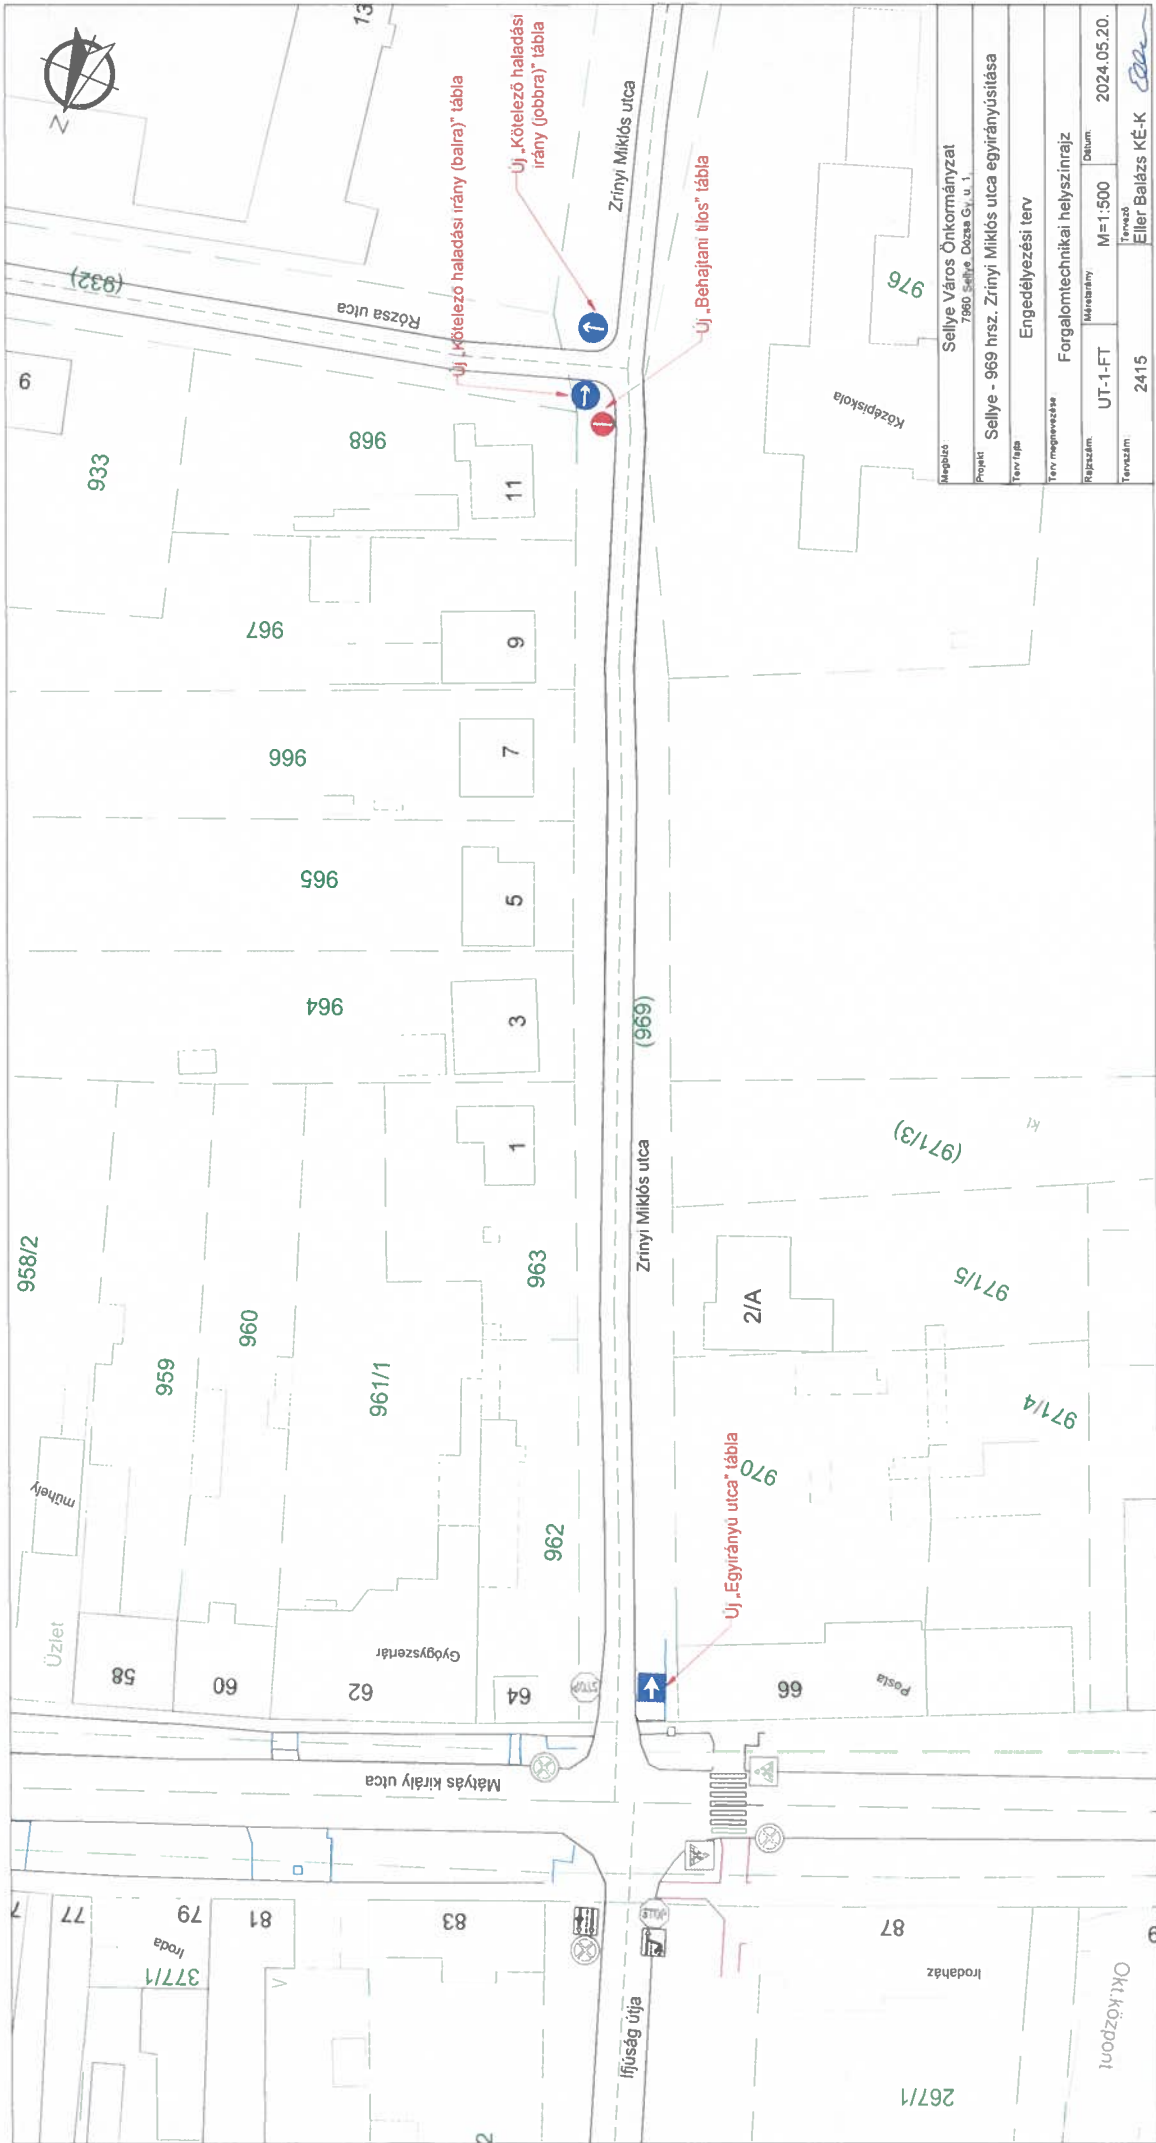 Z
13
Új „Kötelező haladási irány (balra)” tábla
Új „Kötelező haladási
irány (jobbra)” tábla
Zrínyi Miklós utca
Új „Behajtani tilos” tábla
(932)
Rózsa utca
9
933
968
11
976
Középiskola
967
9
966
7
965
5
964
3
(969)
1
963
Zrínyi Miklós utca
(971/3)
kt
958/2
959
960
961/1
962
2/A
971/5
971/4
970
Új „Egyirányú utca” tábla
műhely
Üzlet
58
60
62
Gyógyszertár
64
STOP
66
Posta
Mátyás király utca
77
79
Iroda
377/1
81
83
STOP
87
Irodaház
Ifjúság útja
267/1
Okt.központ
Megbízó
Sellye Város Önkormányzat
7960 Sellye, Dózsa Gy. u. 1.
Projekt
Sellye - 969 hrsz. Zrínyi Miklós utca egyirányúsítása
Terv fajta
Engedélyezési terv
Terv megnevezése
Forgalomtechnikai helyszínrajz
Rajzszám
UT-1-FT
Méretarány
M=1:500
Dátum
2024.05.20.
Tervszám
2415
Tervező
Eller Balázs KÉ-K